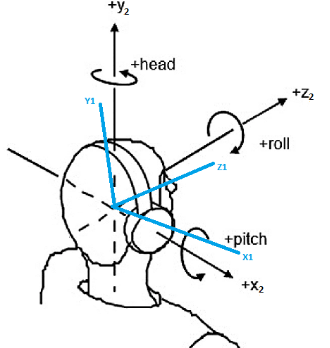 +y₂
+head
Y1
+z₂
+roll
Z1
+pitch
X1
+x₂